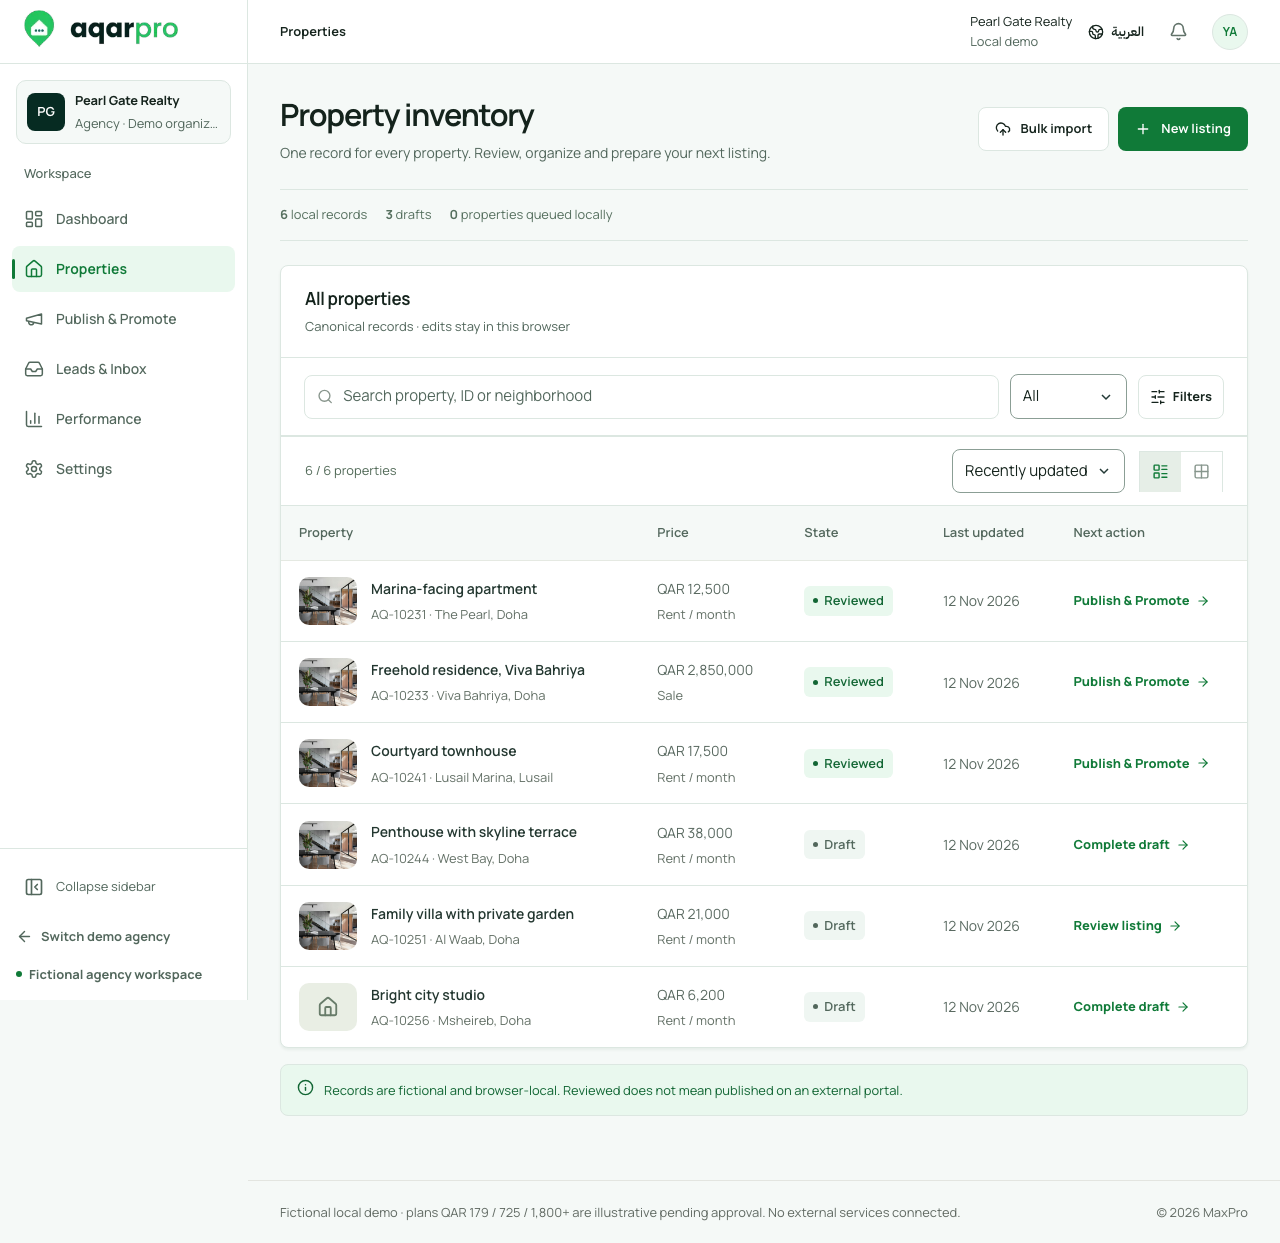 aqarpro
Properties
Pearl Gate Realty
Local demo
العربية
YA
PG
Pearl Gate Realty
Agency · Demo organiz...
Workspace
Dashboard
Properties
Publish & Promote
Leads & Inbox
Performance
Settings
Collapse sidebar
Switch demo agency
Fictional agency workspace
Property inventory
One record for every property. Review, organize and prepare your next listing.
Bulk import
New listing
6 local records 3 drafts 0 properties queued locally
All properties
Canonical records · edits stay in this browser
Search property, ID or neighborhood
All
Filters
6 / 6 properties
Recently updated
Property Price State Last updated Next action
Marina-facing apartment
AQ-10231 · The Pearl, Doha
QAR 12,500
Rent / month
Reviewed
12 Nov 2026
Publish & Promote
Freehold residence, Viva Bahriya
AQ-10233 · Viva Bahriya, Doha
QAR 2,850,000
Sale
Reviewed
12 Nov 2026
Publish & Promote
Courtyard townhouse
AQ-10241 · Lusail Marina, Lusail
QAR 17,500
Rent / month
Reviewed
12 Nov 2026
Publish & Promote
Penthouse with skyline terrace
AQ-10244 · West Bay, Doha
QAR 38,000
Rent / month
Draft
12 Nov 2026
Complete draft
Family villa with private garden
AQ-10251 · Al Waab, Doha
QAR 21,000
Rent / month
Draft
12 Nov 2026
Review listing
Bright city studio
AQ-10256 · Msheireb, Doha
QAR 6,200
Rent / month
Draft
12 Nov 2026
Complete draft
Records are fictional and browser-local. Reviewed does not mean published on an external portal.
Fictional local demo · plans QAR 179 / 725 / 1,800+ are illustrative pending approval. No external services connected.
© 2026 MaxPro